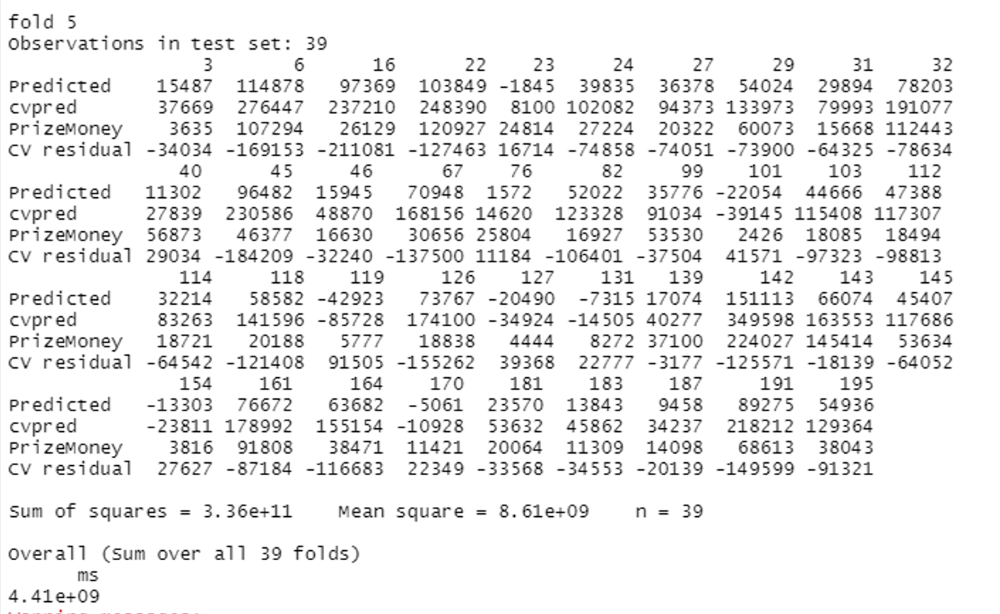 fold 5
Observations in test set: 39
3 6 16 22 23 24 27 29 31 32
Predicted 15487 114878 97369 103849 -1845 39835 36378 54024 29894 78203
cvpred 37669 276447 237210 248390 8100 102082 94373 133973 79993 191077
PrizeMoney 3635 107294 26129 120927 24814 27224 20322 60073 15668 112443
CV residual -34034 -169153 -211081 -127463 16714 -74858 -74051 -73900 -64325 -78634
40 45 46 67 76 82 99 101 103 112
Predicted 11302 96482 15945 70948 1572 52022 35776 -22054 44666 47388
cvpred 27839 230586 48870 168156 14620 123328 91034 -39145 115408 117307
PrizeMoney 56873 46377 16630 30656 25804 16927 53530 2426 18085 18494
CV residual 29034 -184209 -32240 -137500 11184 -106401 -37504 41571 -97323 -98813
114 118 119 126 127 131 139 142 143 145
Predicted 32214 58582 -42923 73767 -20490 -7315 17074 151113 66074 45407
cvpred 83263 141596 -85728 174100 -34924 -14505 40277 349598 163553 117686
PrizeMoney 18721 20188 5777 18838 4444 8272 37100 224027 145414 53634
CV residual -64542 -121408 91505 -155262 39368 22777 -3177 -125571 -18139 -64052
154 161 164 170 181 183 187 191 195
Predicted -13303 76672 63682 -5061 23570 13843 9458 89275 54936
cvpred -23811 178992 155154 -10928 53632 45862 34237 218212 129364
PrizeMoney 3816 91808 38471 11421 20064 11309 14098 68613 38043
CV residual 27627 -87184 -116683 22349 -33568 -34553 -20139 -149599 -91321
Sum of squares = 3.36e+11 Mean square = 8.61e+09 n = 39
Overall (Sum over all 39 folds)
ms
4.41e+09